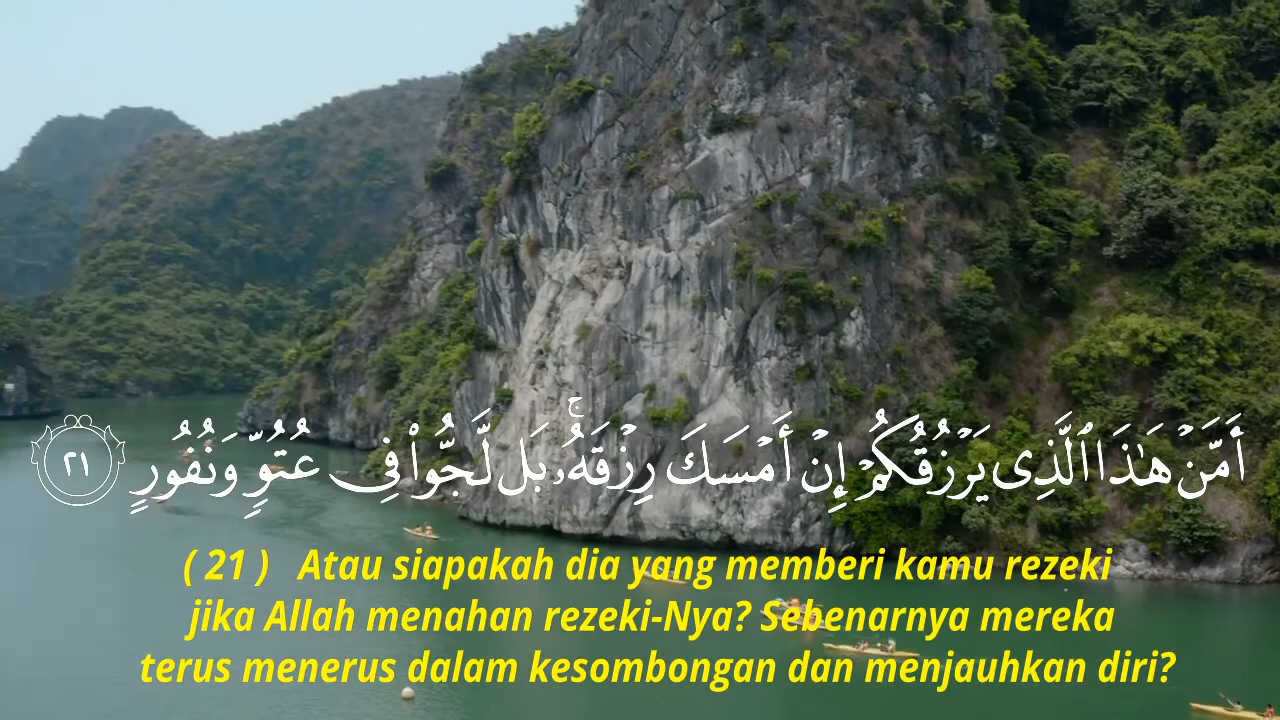 أَمَّنۡ هَٰذَا ٱلَّذِى يَرۡزُقُكُمۡ إِنۡ أَمۡسَكَ رِزۡقَهُۥۚ بَل لَّجُّواْ فِى عُتُوٍّ وَنُفُورٍ ٢١
( 21 ) Atau siapakah dia yang memberi kamu rezeki
jika Allah menahan rezeki-Nya? Sebenarnya mereka
terus menerus dalam kesombongan dan menjauhkan diri?